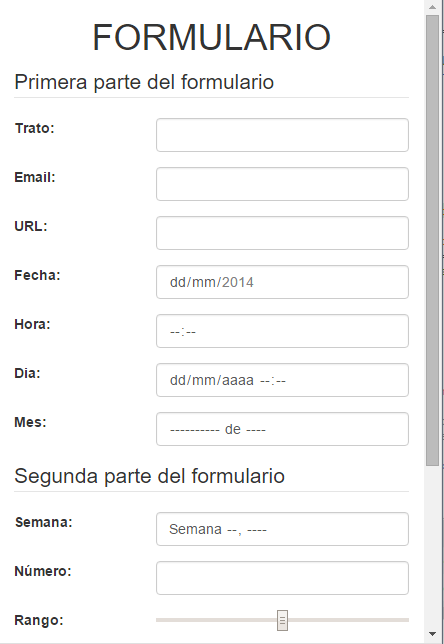 FORMULARIO
Primera parte del formulario
Trato:
Email:
URL:
Fecha: dd/mm/2014
Hora: --:--
Dia: dd/mm/aaaa --:--
Mes: ---------- de ----
Segunda parte del formulario
Semana: Semana --, ----
Número:
Rango: